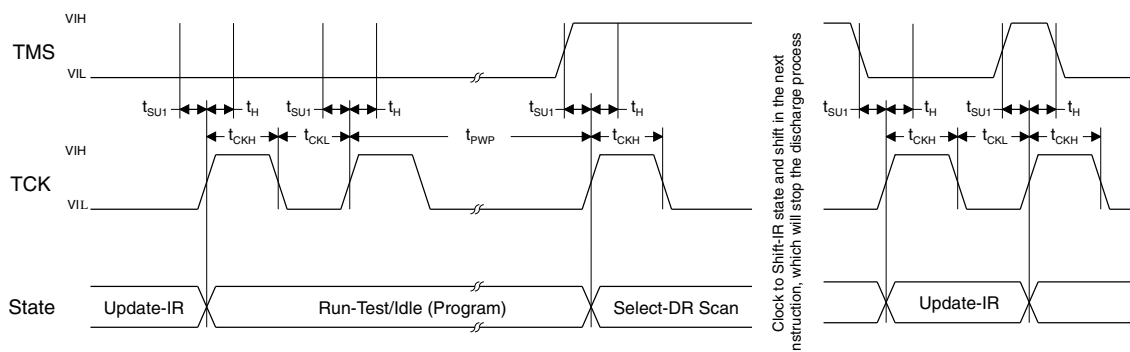 VIH
TMS
VIL
tSU1 tH tSU1 tH tSU1 tH tSU1 tH tSU1 tH
tCKH tCKL tPWP tCKH tCKH tCKL tCKH
VIH
TCK
VIL
State Update-IR Run-Test/Idle (Program) Select-DR Scan Update-IR
Clock to Shift-IR state and shift in the next
nstruction, which will stop the discharge process